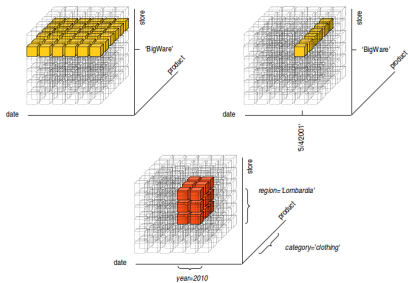 store
'BigWare'
product
date
store
'BigWare'
product
date
5/4/2001'
store
region='Lombardia'
product
category='clothing'
date
year=2010